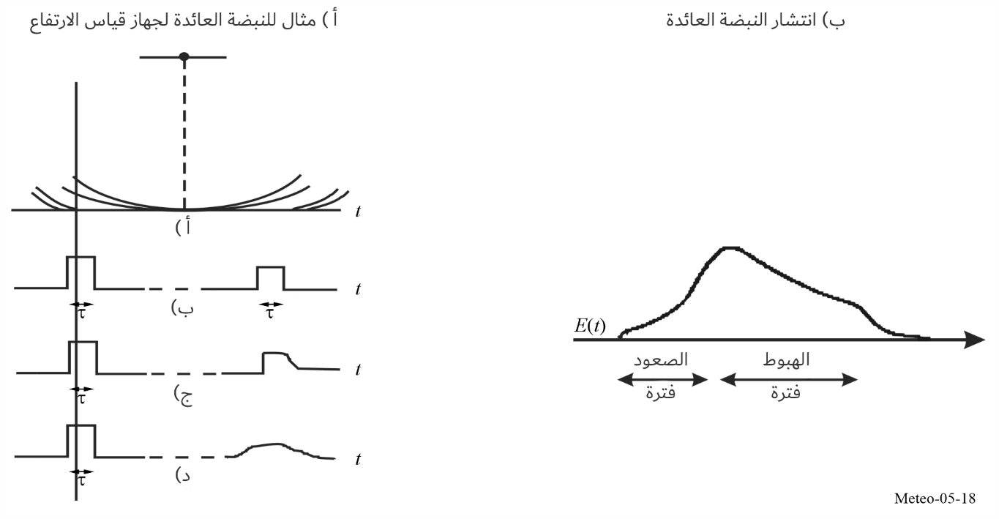 أ ) مثال للنبضة العائدة لجهاز قياس الارتفاع
ب) انتشار النبضة العائدة
t
أ )
t
τ
ب)
τ
t
τ
ج)
t
τ
د)
E(t)
الصعود
الهبوط
فترة
فترة
Meteo-05-18